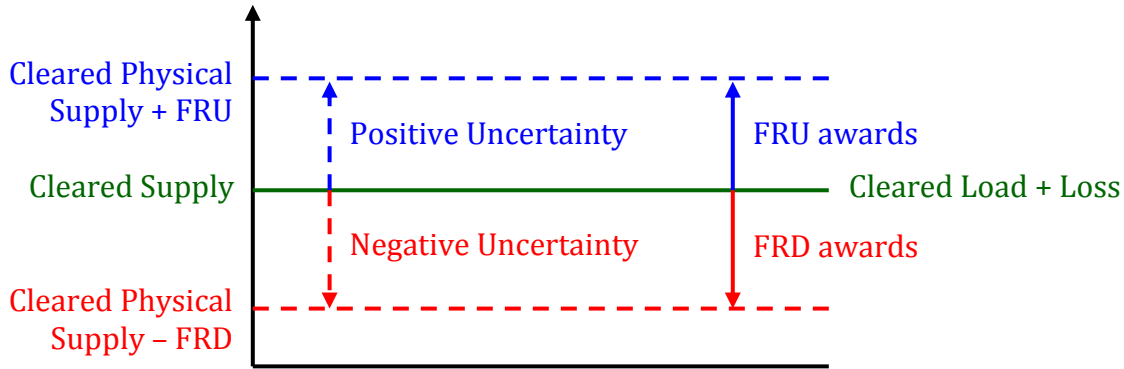 Cleared Physical
Supply + FRU
Positive Uncertainty
FRU awards
Cleared Supply
Cleared Load + Loss
Negative Uncertainty
FRD awards
Cleared Physical
Supply – FRD